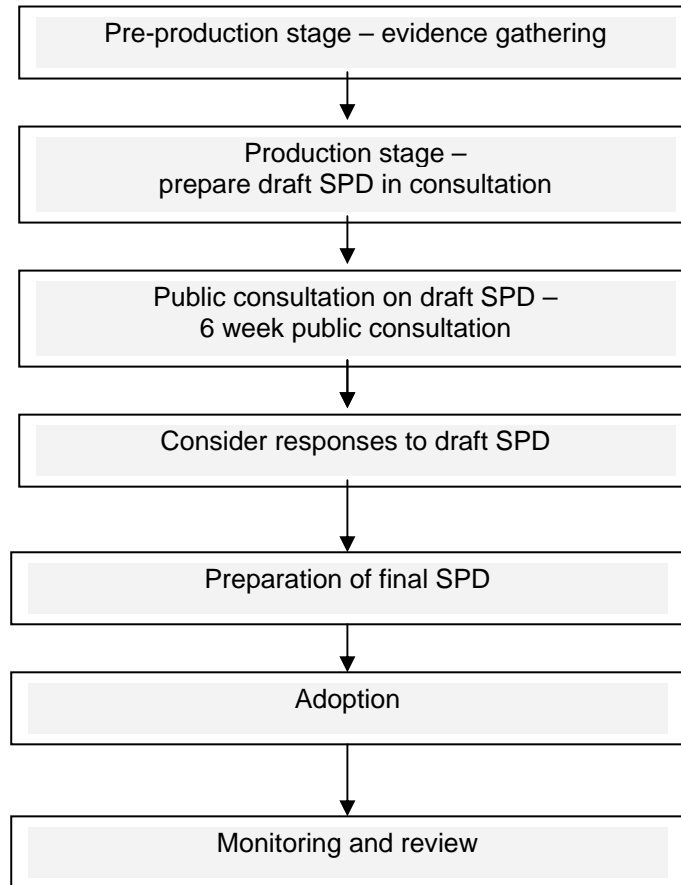 Pre-production stage – evidence gathering
Production stage –
prepare draft SPD in consultation
Public consultation on draft SPD –
6 week public consultation
Consider responses to draft SPD
Preparation of final SPD
Adoption
Monitoring and review